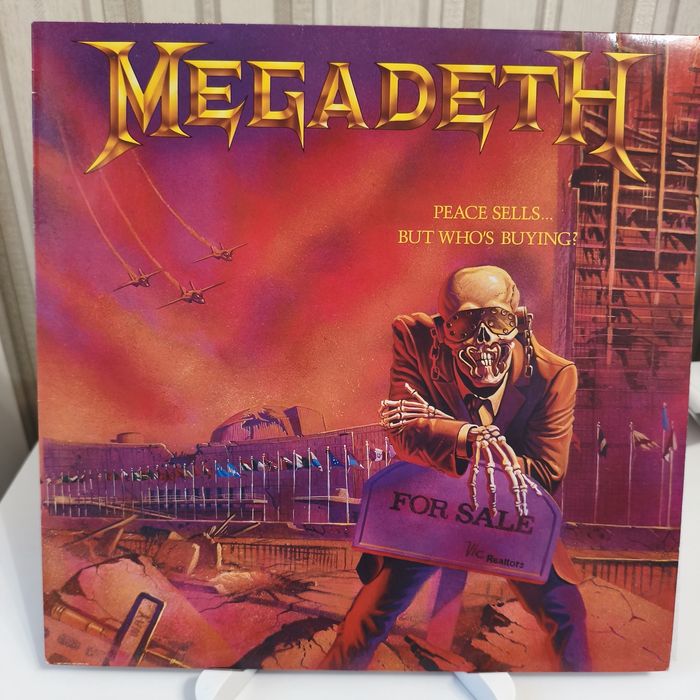 MEGADETH
PEACE SELLS...
BUT WHO'S BUYING?
FOR SALE
Vic Realtors